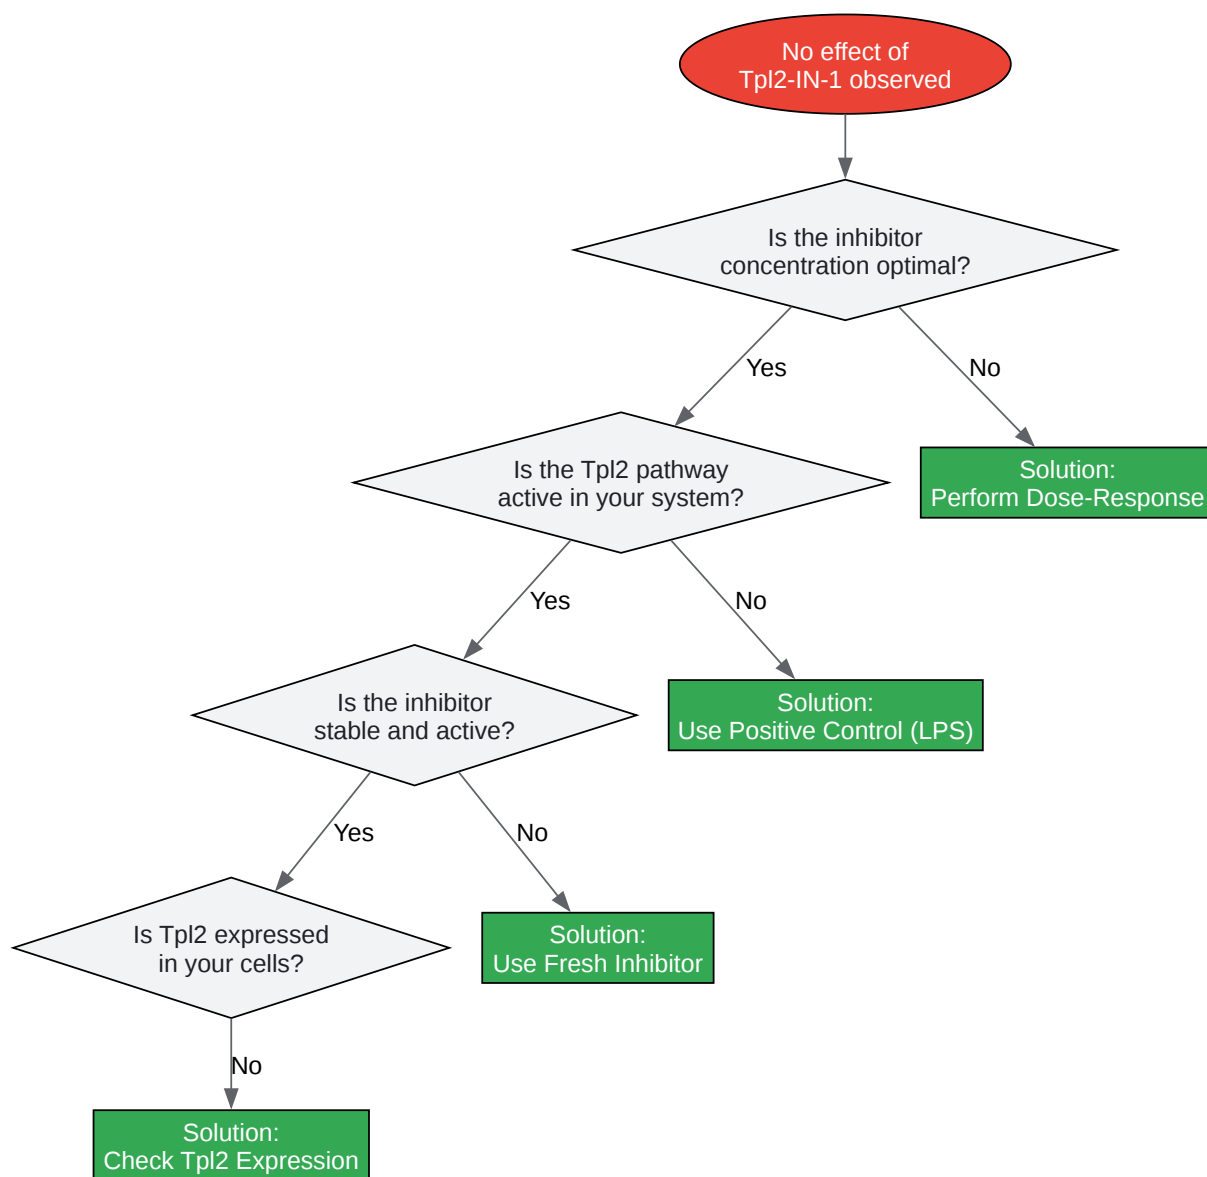 No effect of
Tpl2-IN-1 observed
Is the inhibitor
concentration optimal?
Yes
No
Is the Tpl2 pathway
active in your system?
Solution:
Perform Dose-Response
Yes
No
Is the inhibitor
stable and active?
Solution:
Use Positive Control (LPS)
Yes
No
Is Tpl2 expressed
in your cells?
Solution:
Use Fresh Inhibitor
No
Solution:
Check Tpl2 Expression